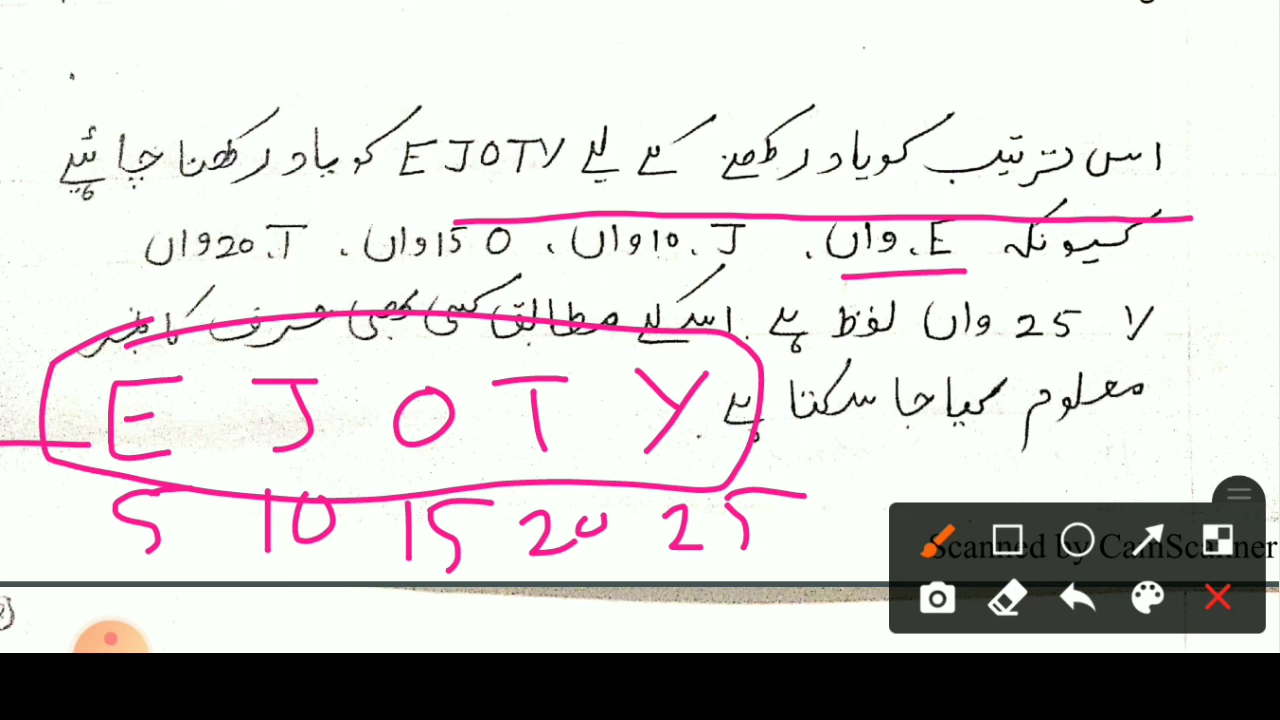 اس ترتیب کو یاد رکھنے کے لیے EJOTY کو یاد رکھنا چاہئیے
کیونکہ E. واں، J. 10 واں، O 15 واں، T. 20 واں
Y 25 واں لفظ ہے. اسکے مطابق کسی بھی حرف کا نمبر
معلوم کیا جا سکتا ہے.
E J O T Y
5 10 15 20 25
Scanned by CamScanner